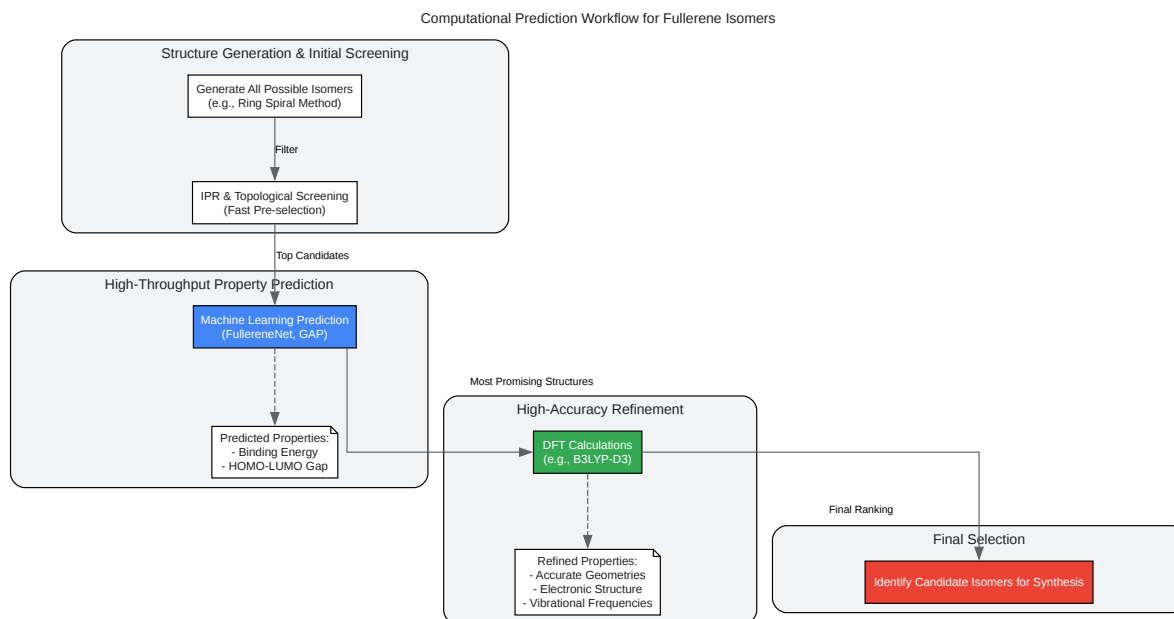 Computational Prediction Workflow for Fullerene Isomers
Structure Generation & Initial Screening
Generate All Possible Isomers
(e.g., Ring Spiral Method)
Filter
IPR & Topological Screening
(Fast Pre-selection)
Top Candidates
High-Throughput Property Prediction
Machine Learning Prediction
(FullereneNet, GAP)
Predicted Properties:
- Binding Energy
- HOMO-LUMO Gap
Most Promising Structures
High-Accuracy Refinement
DFT Calculations
(e.g., B3LYP-D3)
Refined Properties:
- Accurate Geometries
- Electronic Structure
- Vibrational Frequencies
Final Ranking
Final Selection
Identify Candidate Isomers for Synthesis